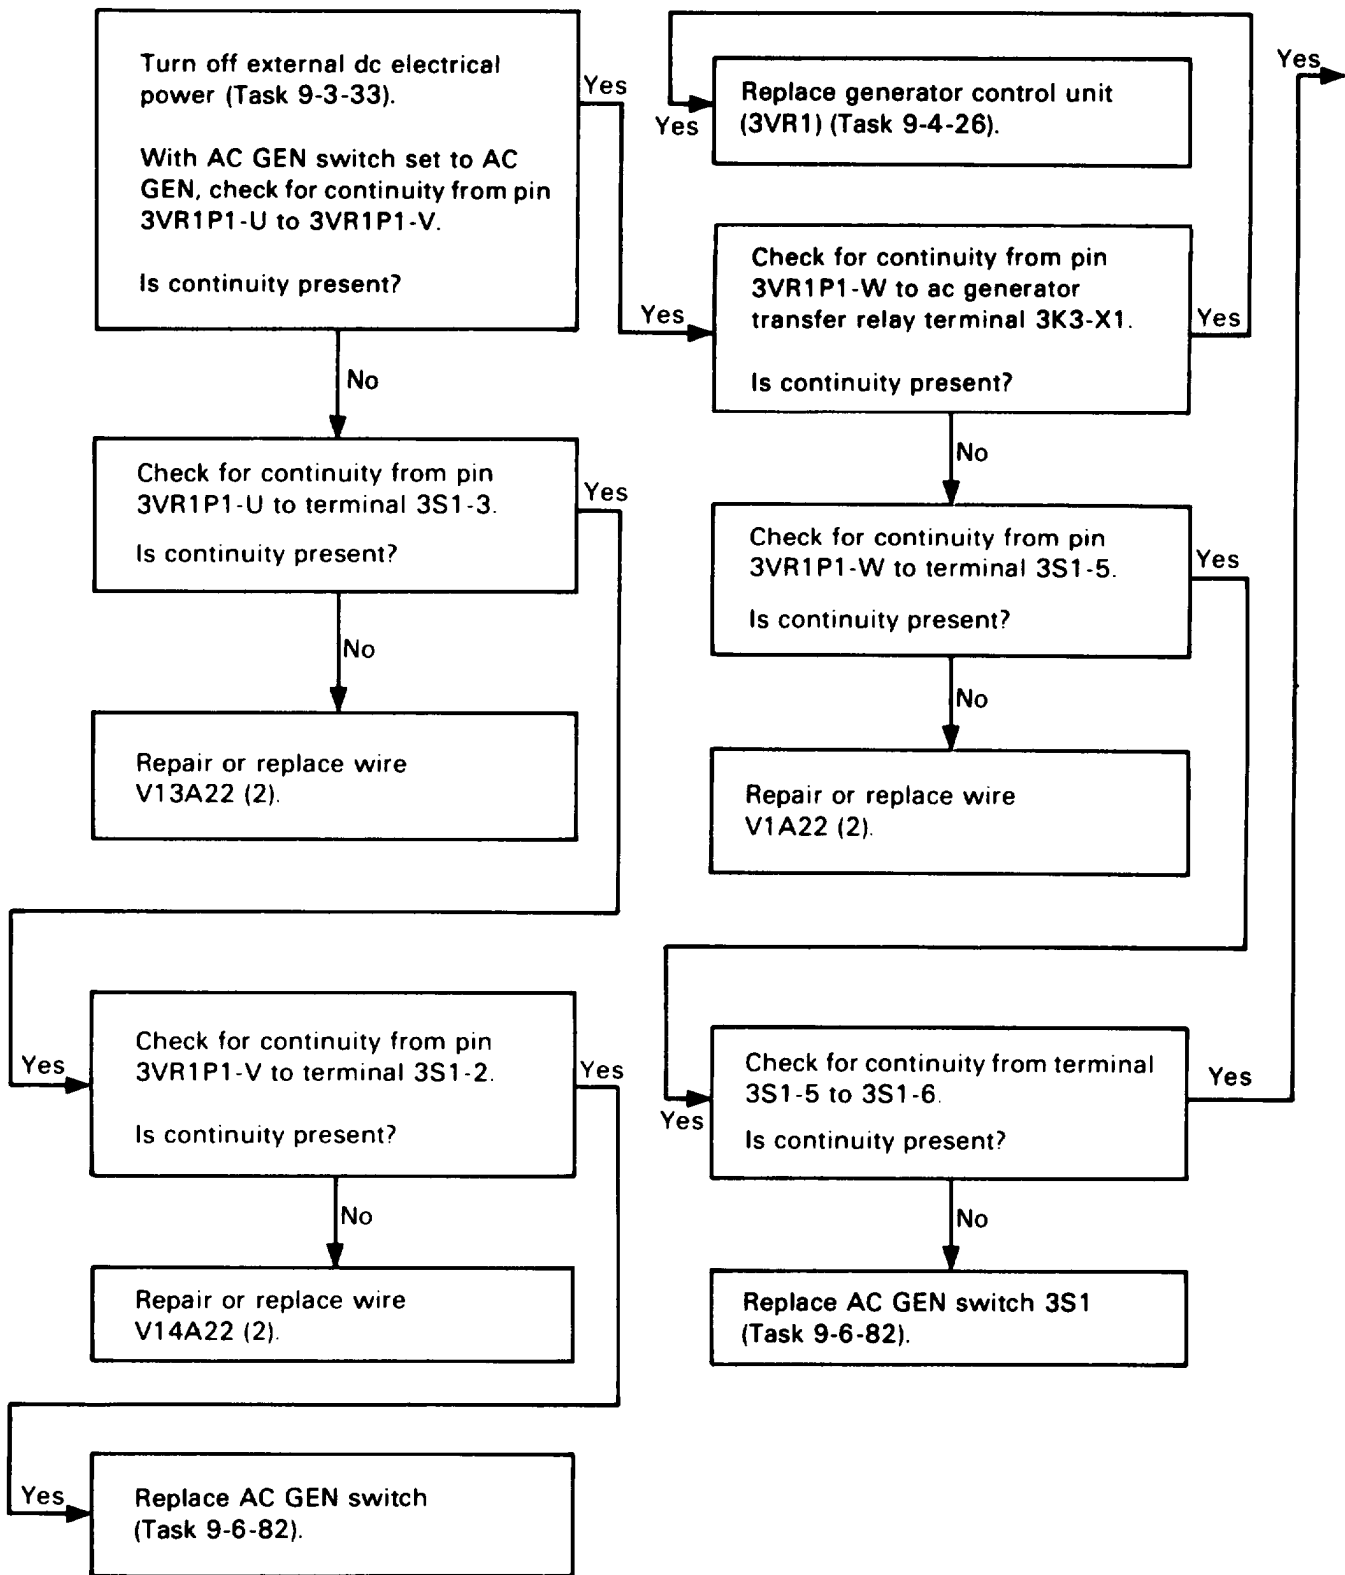 Turn off external dc electrical
power (Task 9-3-33).
With AC GEN switch set to AC
GEN, check for continuity from pin
3VR1P1-U to 3VR1P1-V.
Is continuity present?
Yes
No
Check for continuity from pin
3VR1P1-U to terminal 3S1-3.
Is continuity present?
Yes
No
Repair or replace wire
V13A22 (2).
Yes
Check for continuity from pin
3VR1P1-V to terminal 3S1-2.
Is continuity present?
Yes
No
Repair or replace wire
V14A22 (2).
Yes
Replace AC GEN switch
(Task 9-6-82).
Yes
Replace generator control unit
(3VR1) (Task 9-4-26).
Yes
Check for continuity from pin
3VR1P1-W to ac generator
transfer relay terminal 3K3-X1.
Is continuity present?
Yes
No
Check for continuity from pin
3VR1P1-W to terminal 3S1-5.
Is continuity present?
Yes
No
Repair or replace wire
V1A22 (2).
Yes
Check for continuity from terminal
3S1-5 to 3S1-6.
Is continuity present?
Yes
No
Replace AC GEN switch 3S1
(Task 9-6-82).
Yes